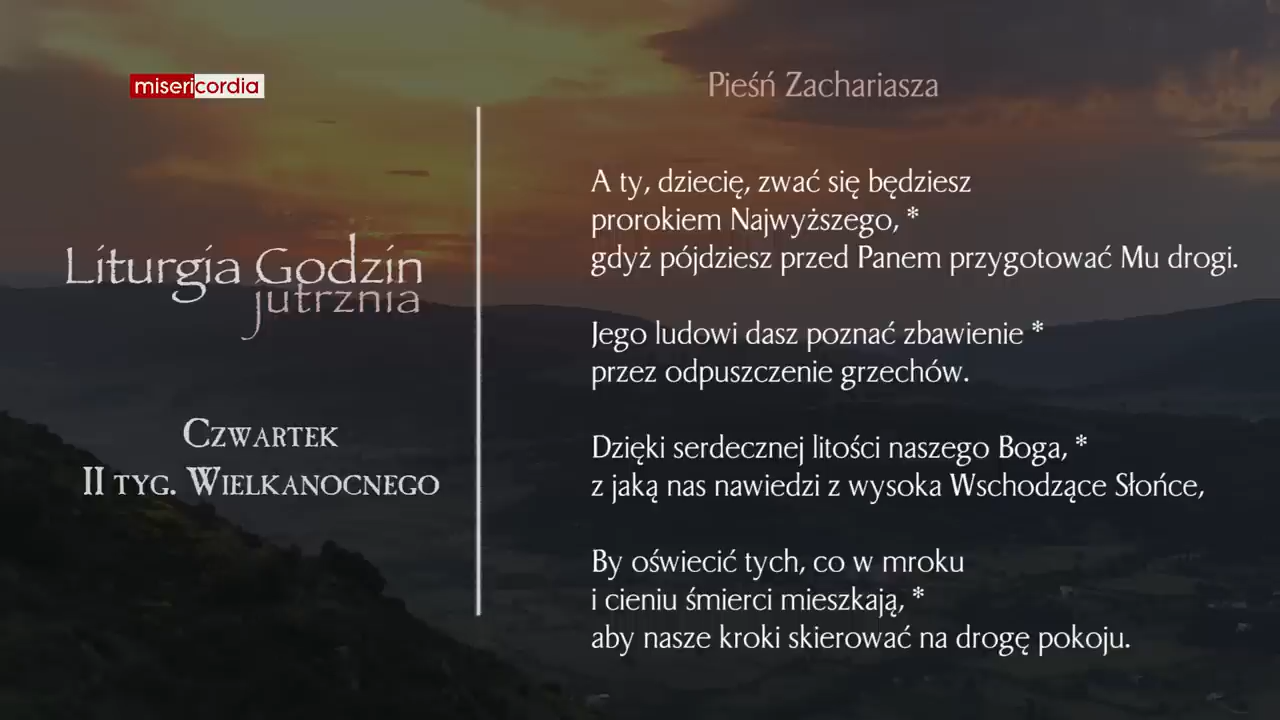 misericordia
Liturgia Godzin
jutrznia
Czwartek
II tyg. Wielkanocnego
Pieśń Zachariasza
A ty, dziecię, zwać się będziesz
prorokiem Najwyższego, *
gdyż pójdziesz przed Panem przygotować Mu drogi.
Jego ludowi dasz poznać zbawienie *
przez odpuszczenie grzechów.
Dzięki serdecznej litości naszego Boga, *
z jaką nas nawiedzi z wysoka Wschodzące Słońce,
By oświecić tych, co w mroku
i cieniu śmierci mieszkają, *
aby nasze kroki skierować na drogę pokoju.